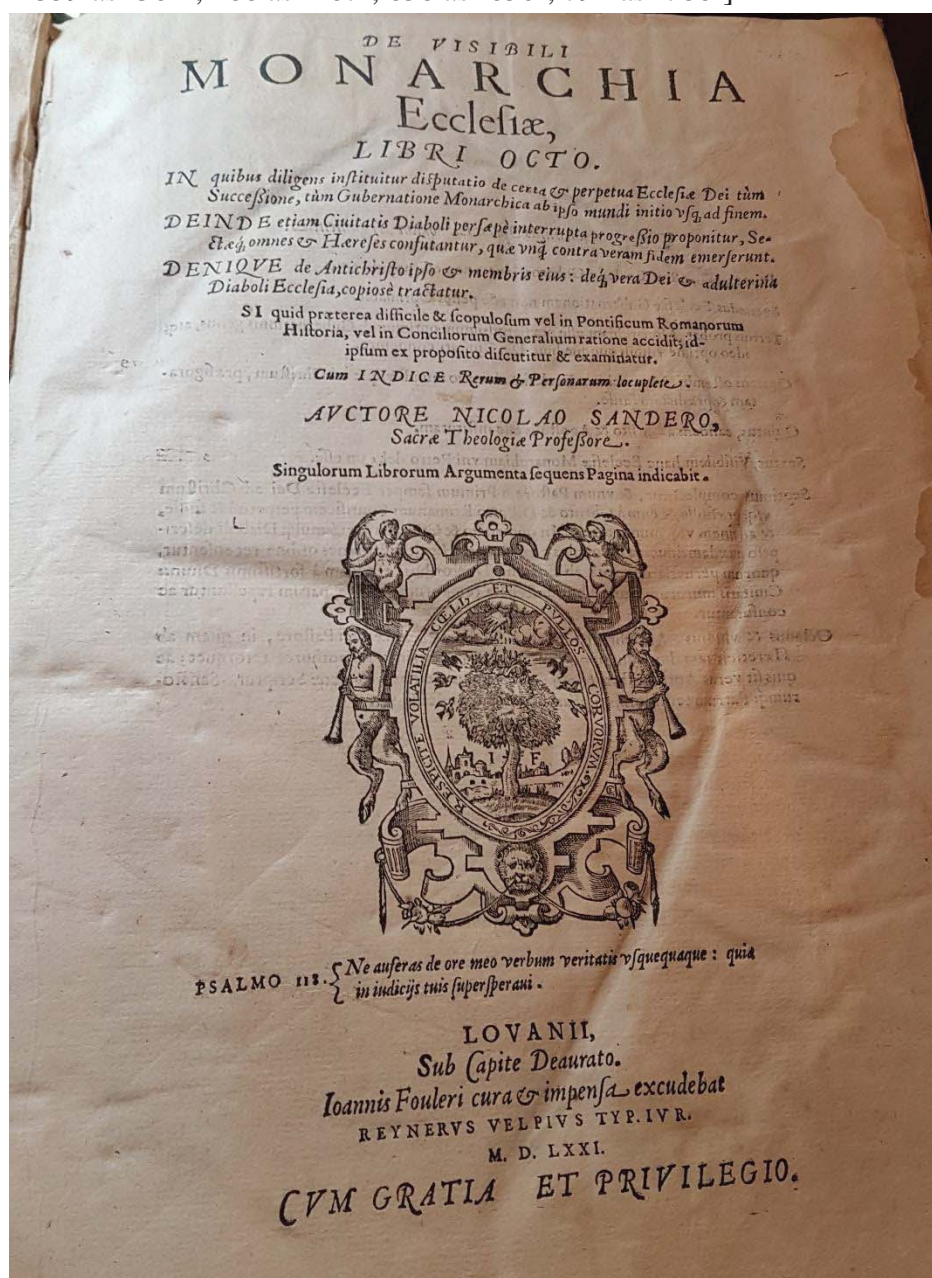 DE VISIBILI
MONARCHIA
Eccleſiæ,
LIBRI OCTO.
IN quibus diligens inſtituitur diſputatio de certa & perpetua Eccleſiæ Dei tùm
Succeſſione, tùm Gubernatione Monarchica ab ipſo mundi initio vſq; ad finem.
DEINDE etiam Ciuitatis Diaboli perſæpè interrupta progreſſio proponitur, Se-
ctæq́; omnes & Hæreſes confutantur, quæ vnq̃ contra veram fidem emerſerunt.
DENIQVE de Antichriſto ipſo & membris eius: deq́; vera Dei & adulterina
Diaboli Eccleſia, copiosè tractatur.
SI quid præterea difficile & ſcopuloſum vel in Pontificum Romanorum
Hiſtoria, vel in Conciliorum Generalium ratione accidit; id-
ipſum ex propoſito diſcutitur & examinatur.
Cum INDICE Rerum & Perſonarum locuplete.
AVCTORE NICOLAO SANDERO,
Sacræ Theologiæ Profeſſore.
Singulorum Librorum Argumenta ſequens Pagina indicabit.
RESPICITE VOLATILIA COELI, ET PVLLOS CORVORVM.
I F
PSALMO 118. { Ne auferas de ore meo verbum veritatis vſquequaque: quia
in iudicijs tuis ſuperſperaui.
LOVANII,
Sub Capite Deaurato.
Ioannis Fouleri cura & impenſa excudebat
REYNERVS VELPIVS TYP. IVR.
M. D. LXXI.
CVM GRATIA ET PRIVILEGIO.